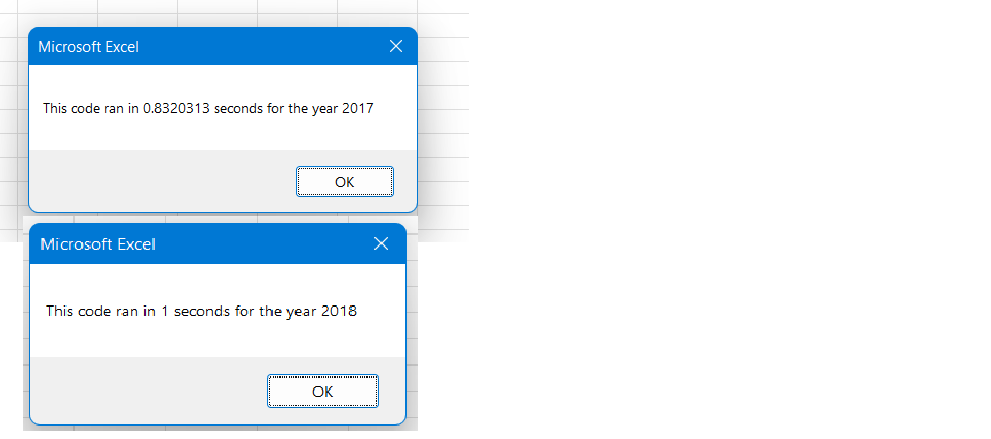 Microsoft Excel
This code ran in 0.8320313 seconds for the year 2017
OK
Microsoft Excel
This code ran in 1 seconds for the year 2018
OK